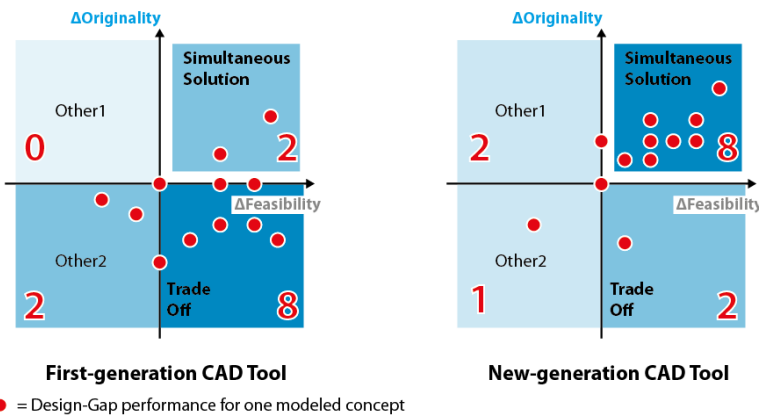 ΔOriginality
Simultaneous
Solution
Other1
0
2
ΔFeasibility
Other2
Trade
Off
2
8
First-generation CAD Tool
ΔOriginality
Simultaneous
Solution
Other1
2
8
ΔFeasibility
Other2
Trade
Off
1
2
New-generation CAD Tool
= Design-Gap performance for one modeled concept